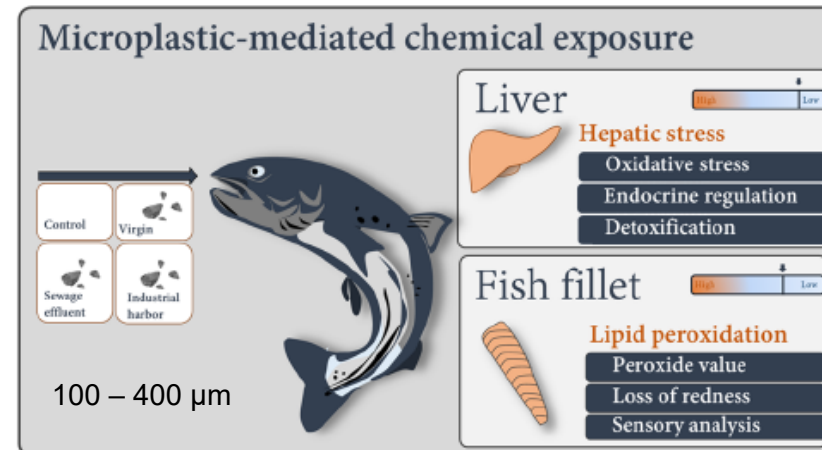 Microplastic-mediated chemical exposure
Liver
High
Low
Hepatic stress
Oxidative stress
Endocrine regulation
Detoxification
Control
Virgin
Sewage
effluent
Industrial
harbor
100 – 400 µm
Fish fillet
High
Low
Lipid peroxidation
Peroxide value
Loss of redness
Sensory analysis